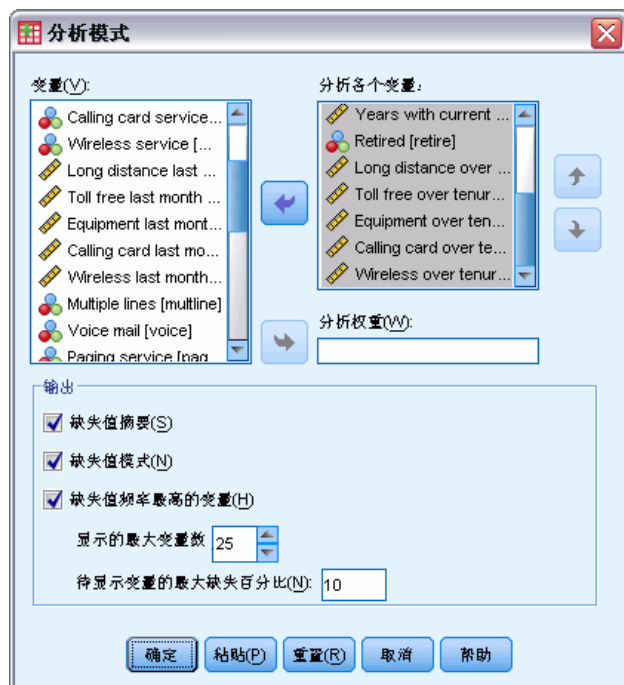 分析模式
变量(V):
Calling card service...
Wireless service [...
Long distance last ...
Toll free last month ...
Equipment last mont...
Calling card last mo...
Wireless last month...
Multiple lines [multline]
Voice mail [voice]
Paging service [pag...
分析各个变量:
Years with current ...
Retired [retire]
Long distance over ...
Toll free over tenur...
Equipment over ten...
Calling card over te...
Wireless over tenur...
分析权重(W):
输出
缺失值摘要(S)
缺失值模式(N)
缺失值频率最高的变量(H)
显示的最大变量数 25
待显示变量的最大缺失百分比(N): 10
确定 粘贴(P) 重置(R) 取消 帮助